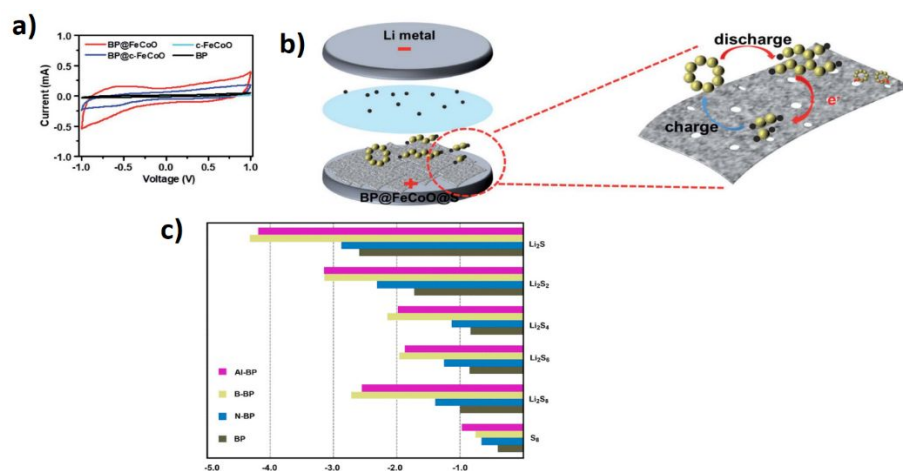 a)
BP@FeCoO
c-FeCoO
BP@c-FeCoO
BP
Current (mA)
1.0
0.5
0.0
-0.5
-1.0
-1.0 -0.5 0.0 0.5 1.0
Voltage (V)
b)
Li metal
BP@FeCoO@S
discharge
e-
charge
c)
Li₂S
Li₂S₂
Li₂S₄
Li₂S₆
Li₂S₈
S₈
Al-BP
B-BP
N-BP
BP
-5.0 -4.0 -3.0 -2.0 -1.0